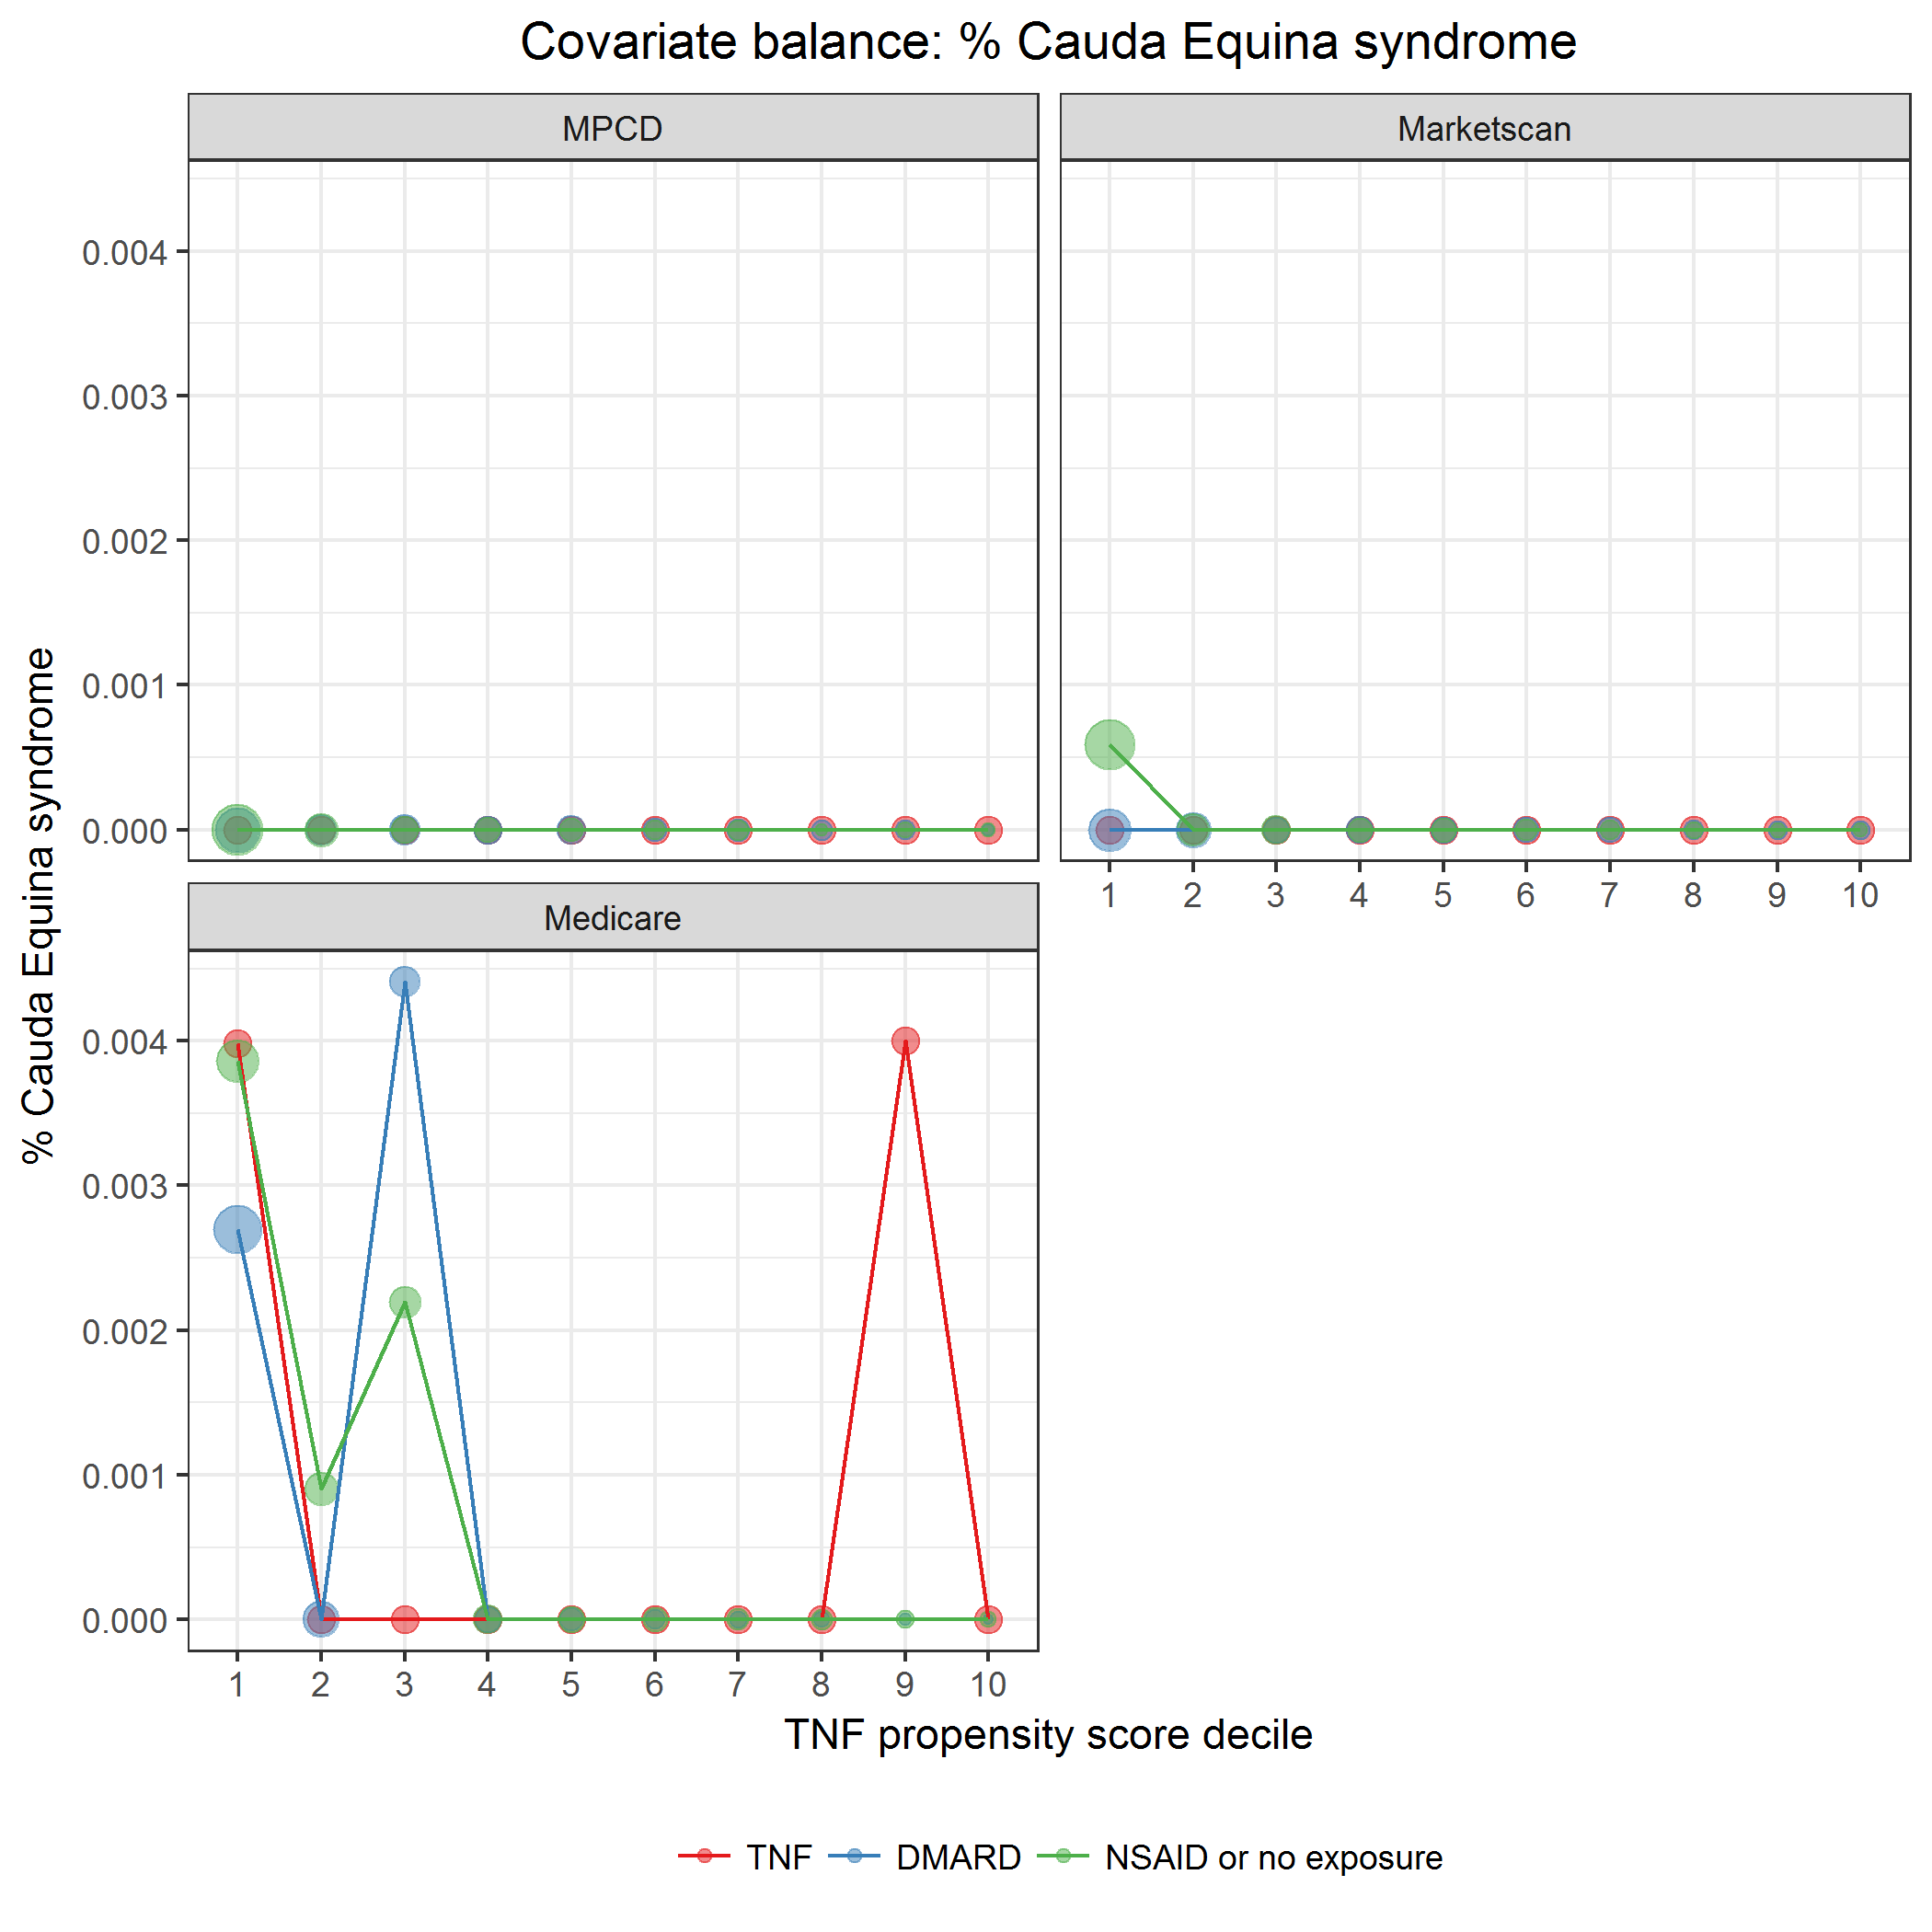 Covariate balance: % Cauda Equina syndrome
MPCD
Marketscan
0.004
0.003
0.002
0.001
0.000
1 2 3 4 5 6 7 8 9 10
Medicare
% Cauda Equina syndrome
0.004
0.003
0.002
0.001
0.000
1 2 3 4 5 6 7 8 9 10
TNF propensity score decile
TNF DMARD NSAID or no exposure